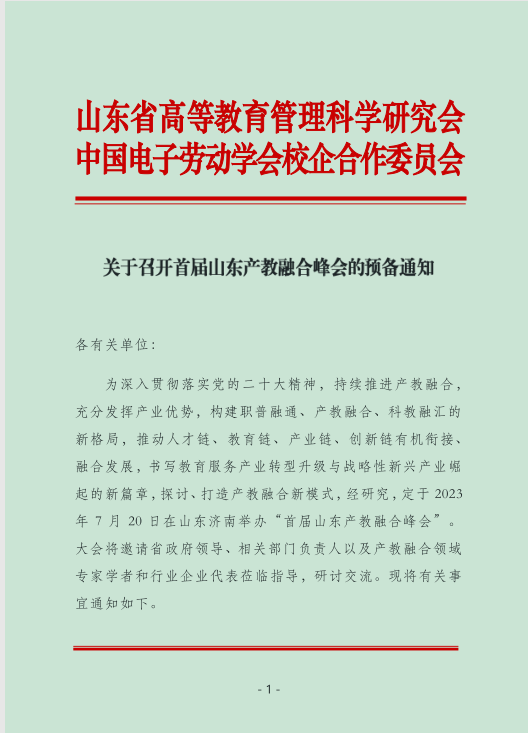 山东省高等教育管理科学研究会
中国电子劳动学会校企合作委员会
关于召开首届山东产教融合峰会的预备通知
各有关单位：
为深入贯彻落实党的二十大精神，持续推进产教融合，
充分发挥产业优势，构建职普融通、产教融合、科教融汇的
新格局，推动人才链、教育链、产业链、创新链有机衔接、
融合发展，书写教育服务产业转型升级与战略性新兴产业崛
起的新篇章，探讨、打造产教融合新模式，经研究，定于 2023
年 7 月 20 日在山东济南举办“首届山东产教融合峰会”。
大会将邀请省政府领导、相关部门负责人以及产教融合领域
专家学者和行业企业代表莅临指导，研讨交流。现将有关事
宜通知如下。
- 1 -